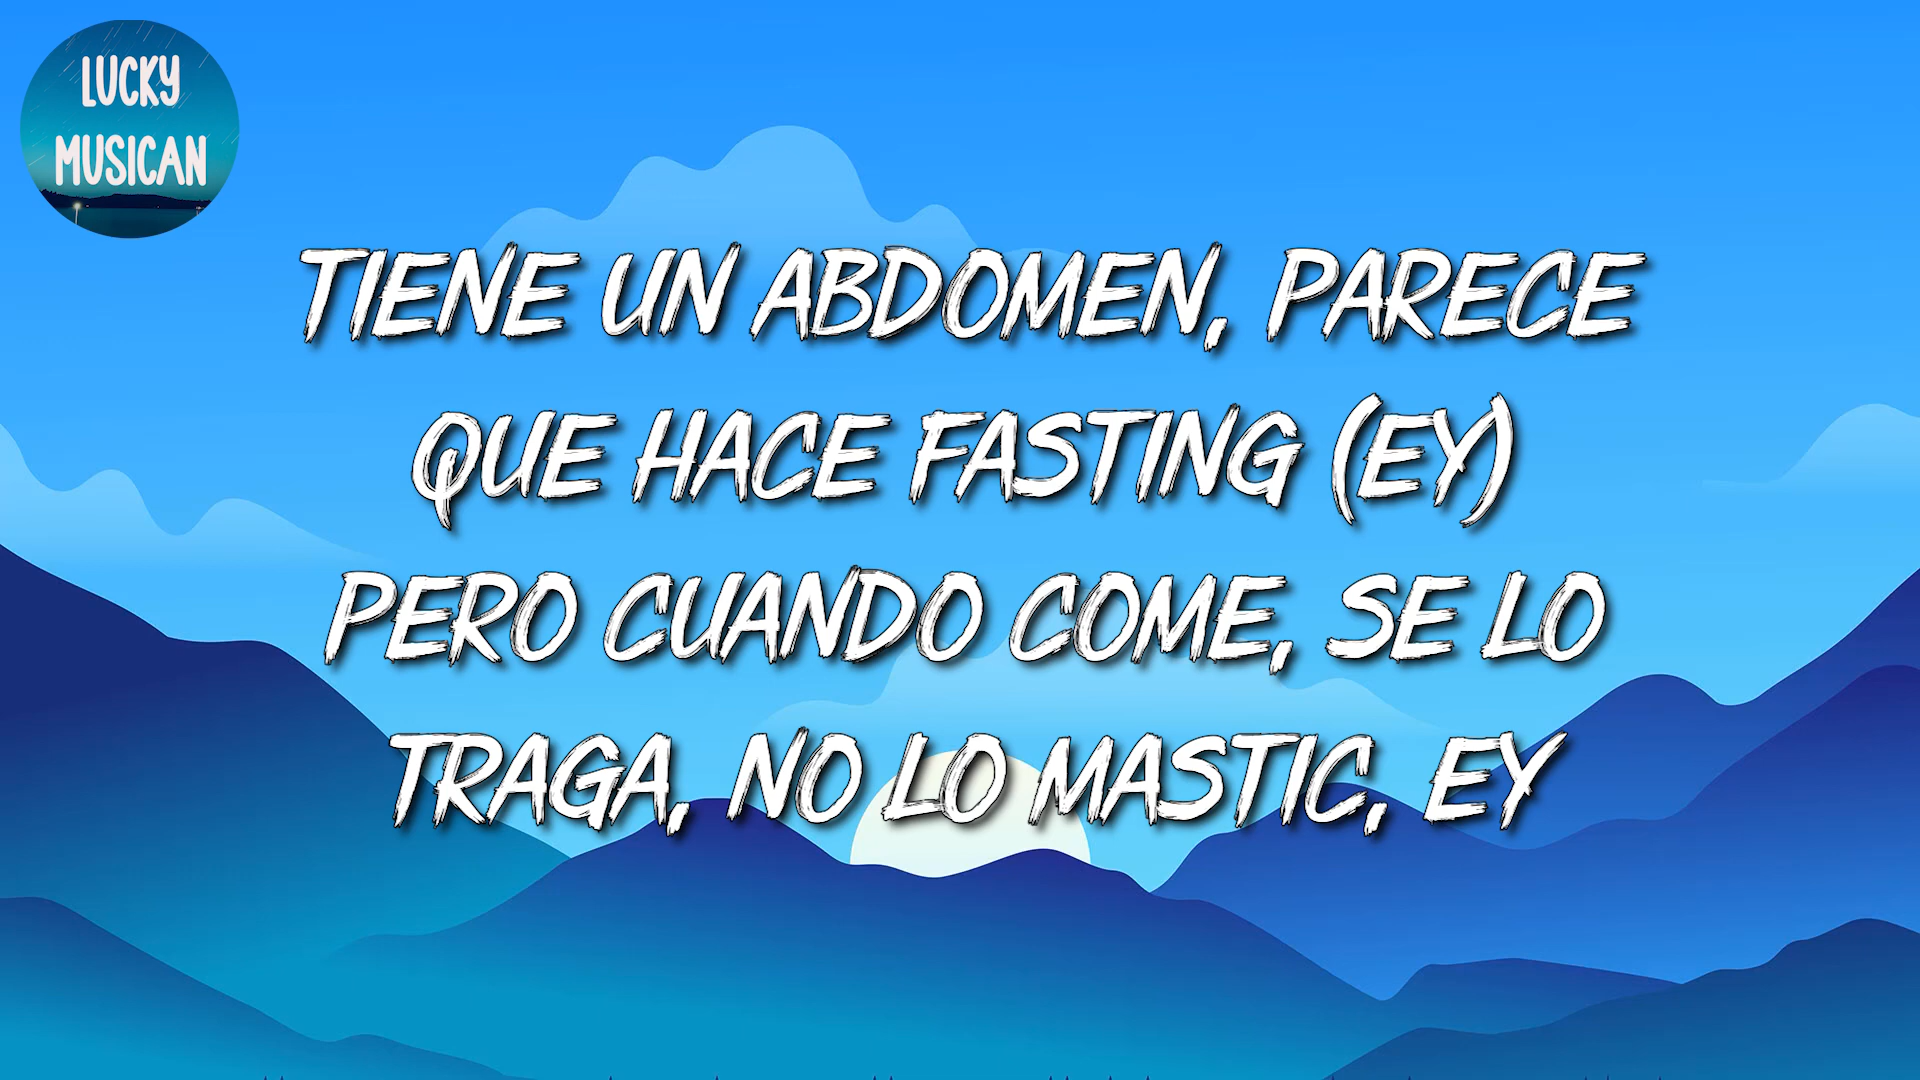 LUCKY
MUSICAN
TIENE UN ABDOMEN, PARECE
QUE HACE FASTING (EY)
PERO CUANDO COME, SE LO
TRAGA, NO LO MASTIC, EY